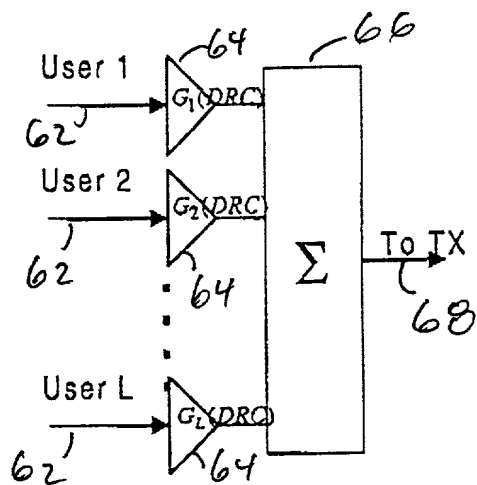 64
66
User 1
G₁(DRC)
62
User 2
G₂(DRC)
Σ
To TX
62
64
68
User L
G_L(DRC)
62
64